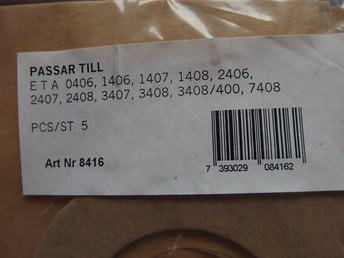 PASSAR TILL
ETA 0406, 1406, 1407, 1408, 2406,
2407, 2408, 3407, 3408, 3408/400, 7408
PCS/ST 5
Art Nr 8416
7 393029 084162